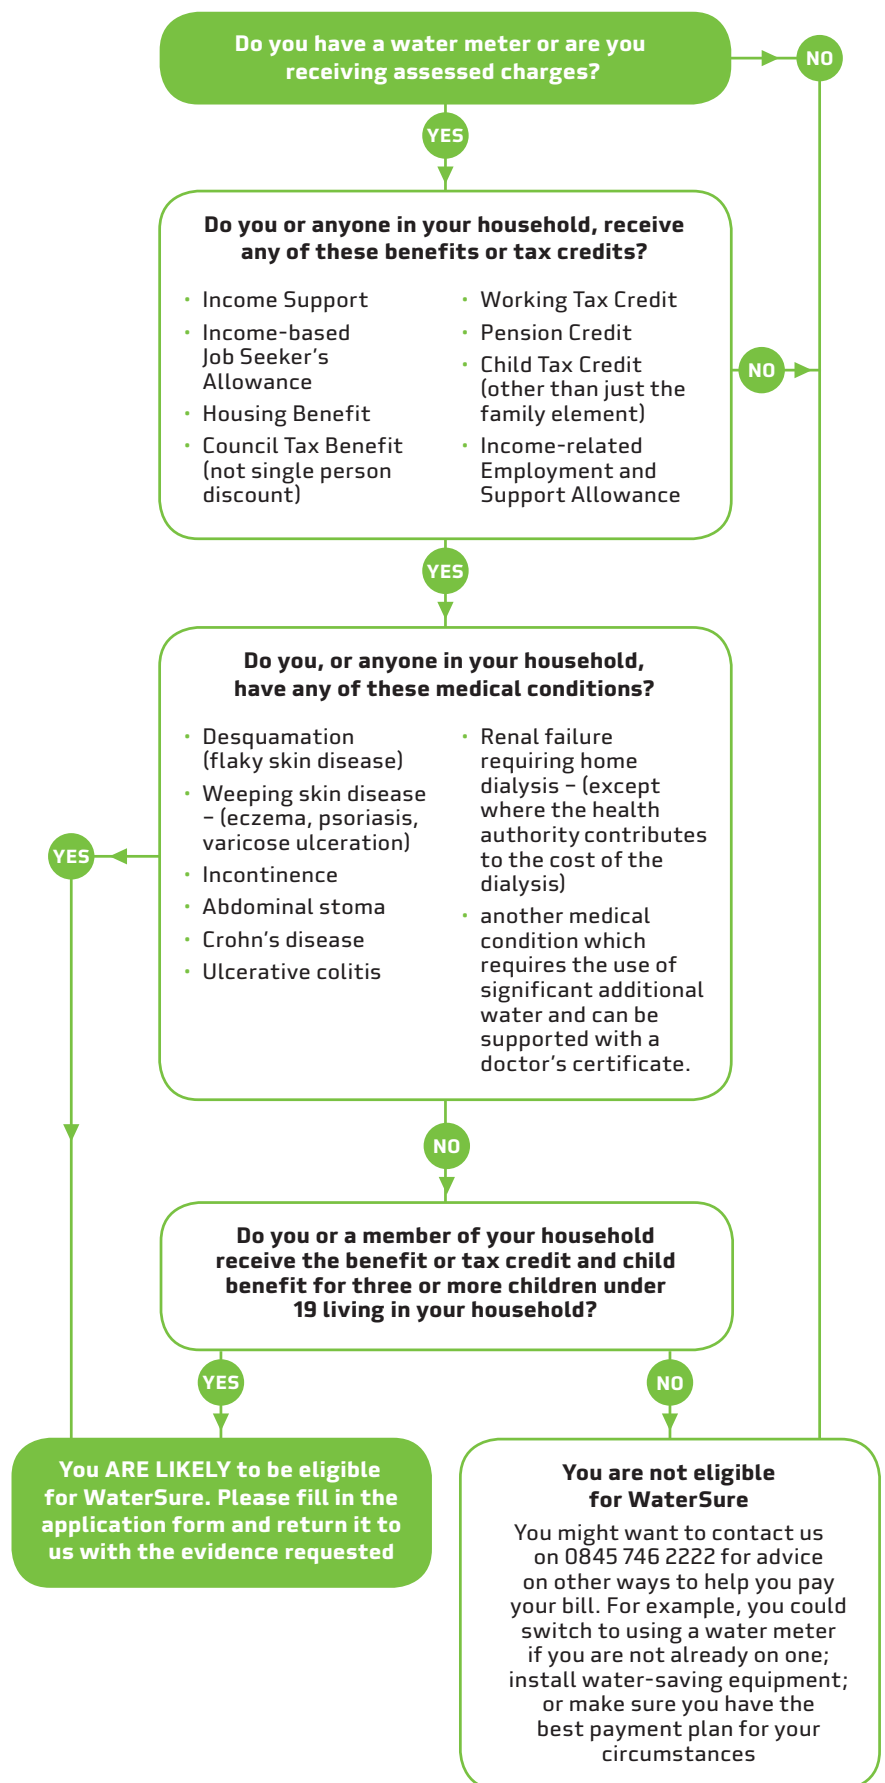 Do you have a water meter or are you
receiving assessed charges?
NO
YES
Do you or anyone in your household, receive
any of these benefits or tax credits?
• Income Support
• Income-based
Job Seeker's
Allowance
• Housing Benefit
• Council Tax Benefit
(not single person
discount)
• Working Tax Credit
• Pension Credit
• Child Tax Credit
(other than just the
family element)
• Income-related
Employment and
Support Allowance
NO
YES
Do you, or anyone in your household,
have any of these medical conditions?
• Desquamation
(flaky skin disease)
• Weeping skin disease
– (eczema, psoriasis,
varicose ulceration)
• Incontinence
• Abdominal stoma
• Crohn's disease
• Ulcerative colitis
• Renal failure
requiring home
dialysis – (except
where the health
authority contributes
to the cost of the
dialysis)
• another medical
condition which
requires the use of
significant additional
water and can be
supported with a
doctor's certificate.
YES
NO
Do you or a member of your household
receive the benefit or tax credit and child
benefit for three or more children under
19 living in your household?
YES
NO
You ARE LIKELY to be eligible
for WaterSure. Please fill in the
application form and return it to
us with the evidence requested
You are not eligible
for WaterSure
You might want to contact us
on 0845 746 2222 for advice
on other ways to help you pay
your bill. For example, you could
switch to using a water meter
if you are not already on one;
install water-saving equipment;
or make sure you have the
best payment plan for your
circumstances